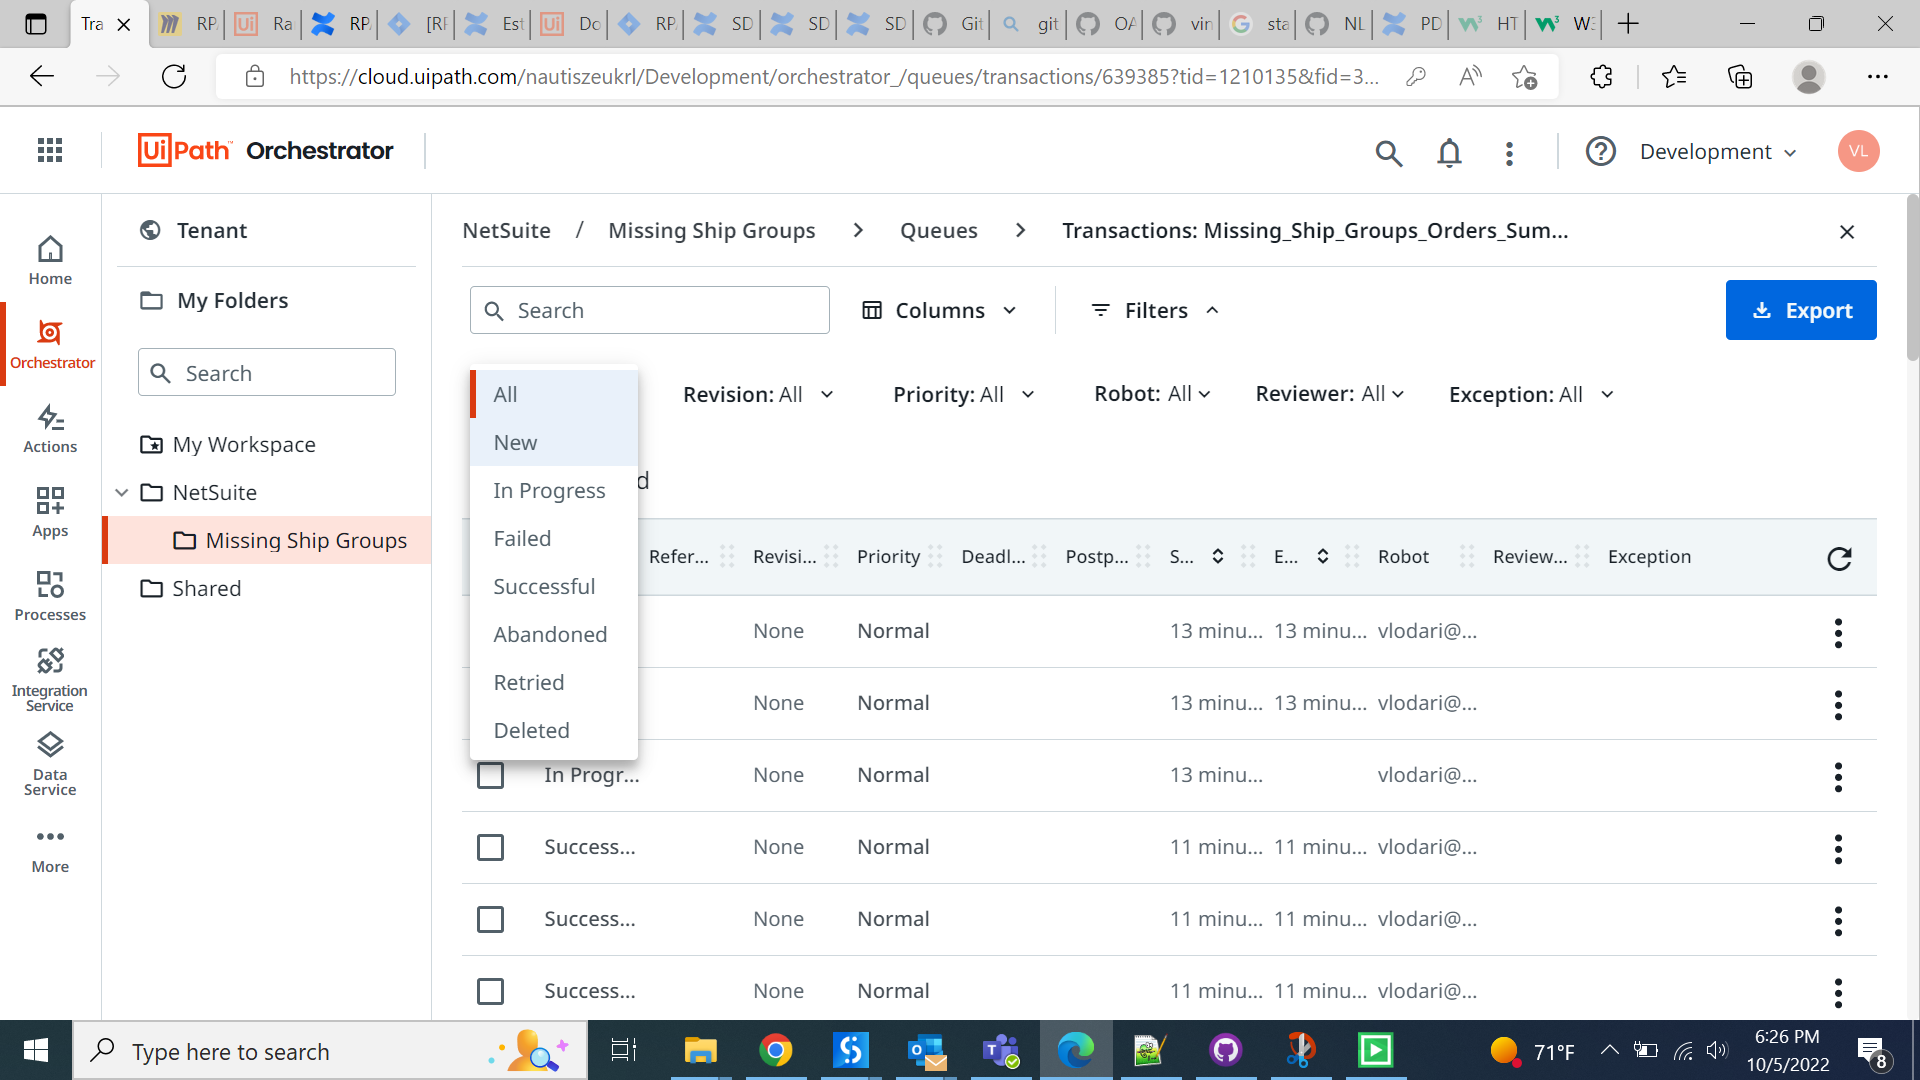 Tra
RP
Ra
RPA
[RF
Est
Do
RP
SD
SD
SD
Git
git
OA
vin
sta
NL
PD
HT
W3
https://cloud.uipath.com/nautiszeukrl/Development/orchestrator_/queues/transactions/639385?tid=1210135&fid=3...
UiPath™ Orchestrator
Development
VL
Home
Orchestrator
Actions
Apps
Processes
Integration
Service
Data
Service
More
Tenant
My Folders
Search
My Workspace
NetSuite
Missing Ship Groups
Shared
NetSuite / Missing Ship Groups > Queues > Transactions: Missing_Ship_Groups_Orders_Sum...
Search
Columns
Filters
Export
All
New
In Progress
Failed
Successful
Abandoned
Retried
Deleted
Revision: All
Priority: All
Robot: All
Reviewer: All
Exception: All
d
Refer... Revisi... Priority Deadl... Postp... S... E... Robot Review... Exception
None Normal 13 minu... 13 minu... vlodari@...
None Normal 13 minu... 13 minu... vlodari@...
In Progr... None Normal 13 minu... vlodari@...
Success... None Normal 11 minu... 11 minu... vlodari@...
Success... None Normal 11 minu... 11 minu... vlodari@...
Success... None Normal 11 minu... 11 minu... vlodari@...
Type here to search
71°F
6:26 PM
10/5/2022
8